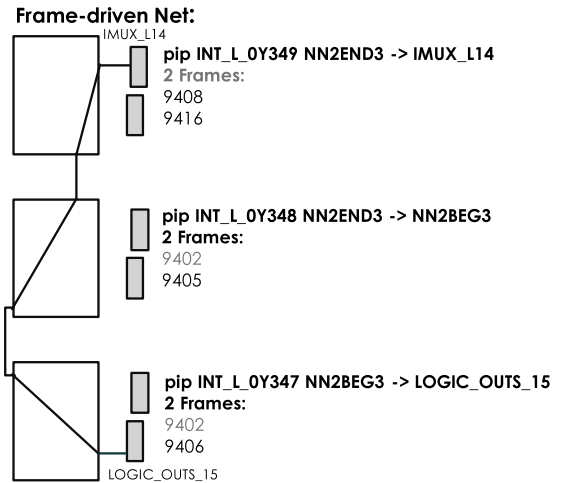 Frame-driven Net:
IMUX_L14
pip INT_L_0Y349 NN2END3 -> IMUX_L14
2 Frames:
9408
9416
pip INT_L_0Y348 NN2END3 -> NN2BEG3
2 Frames:
9402
9405
pip INT_L_0Y347 NN2BEG3 -> LOGIC_OUTS_15
2 Frames:
9402
9406
LOGIC_OUTS_15